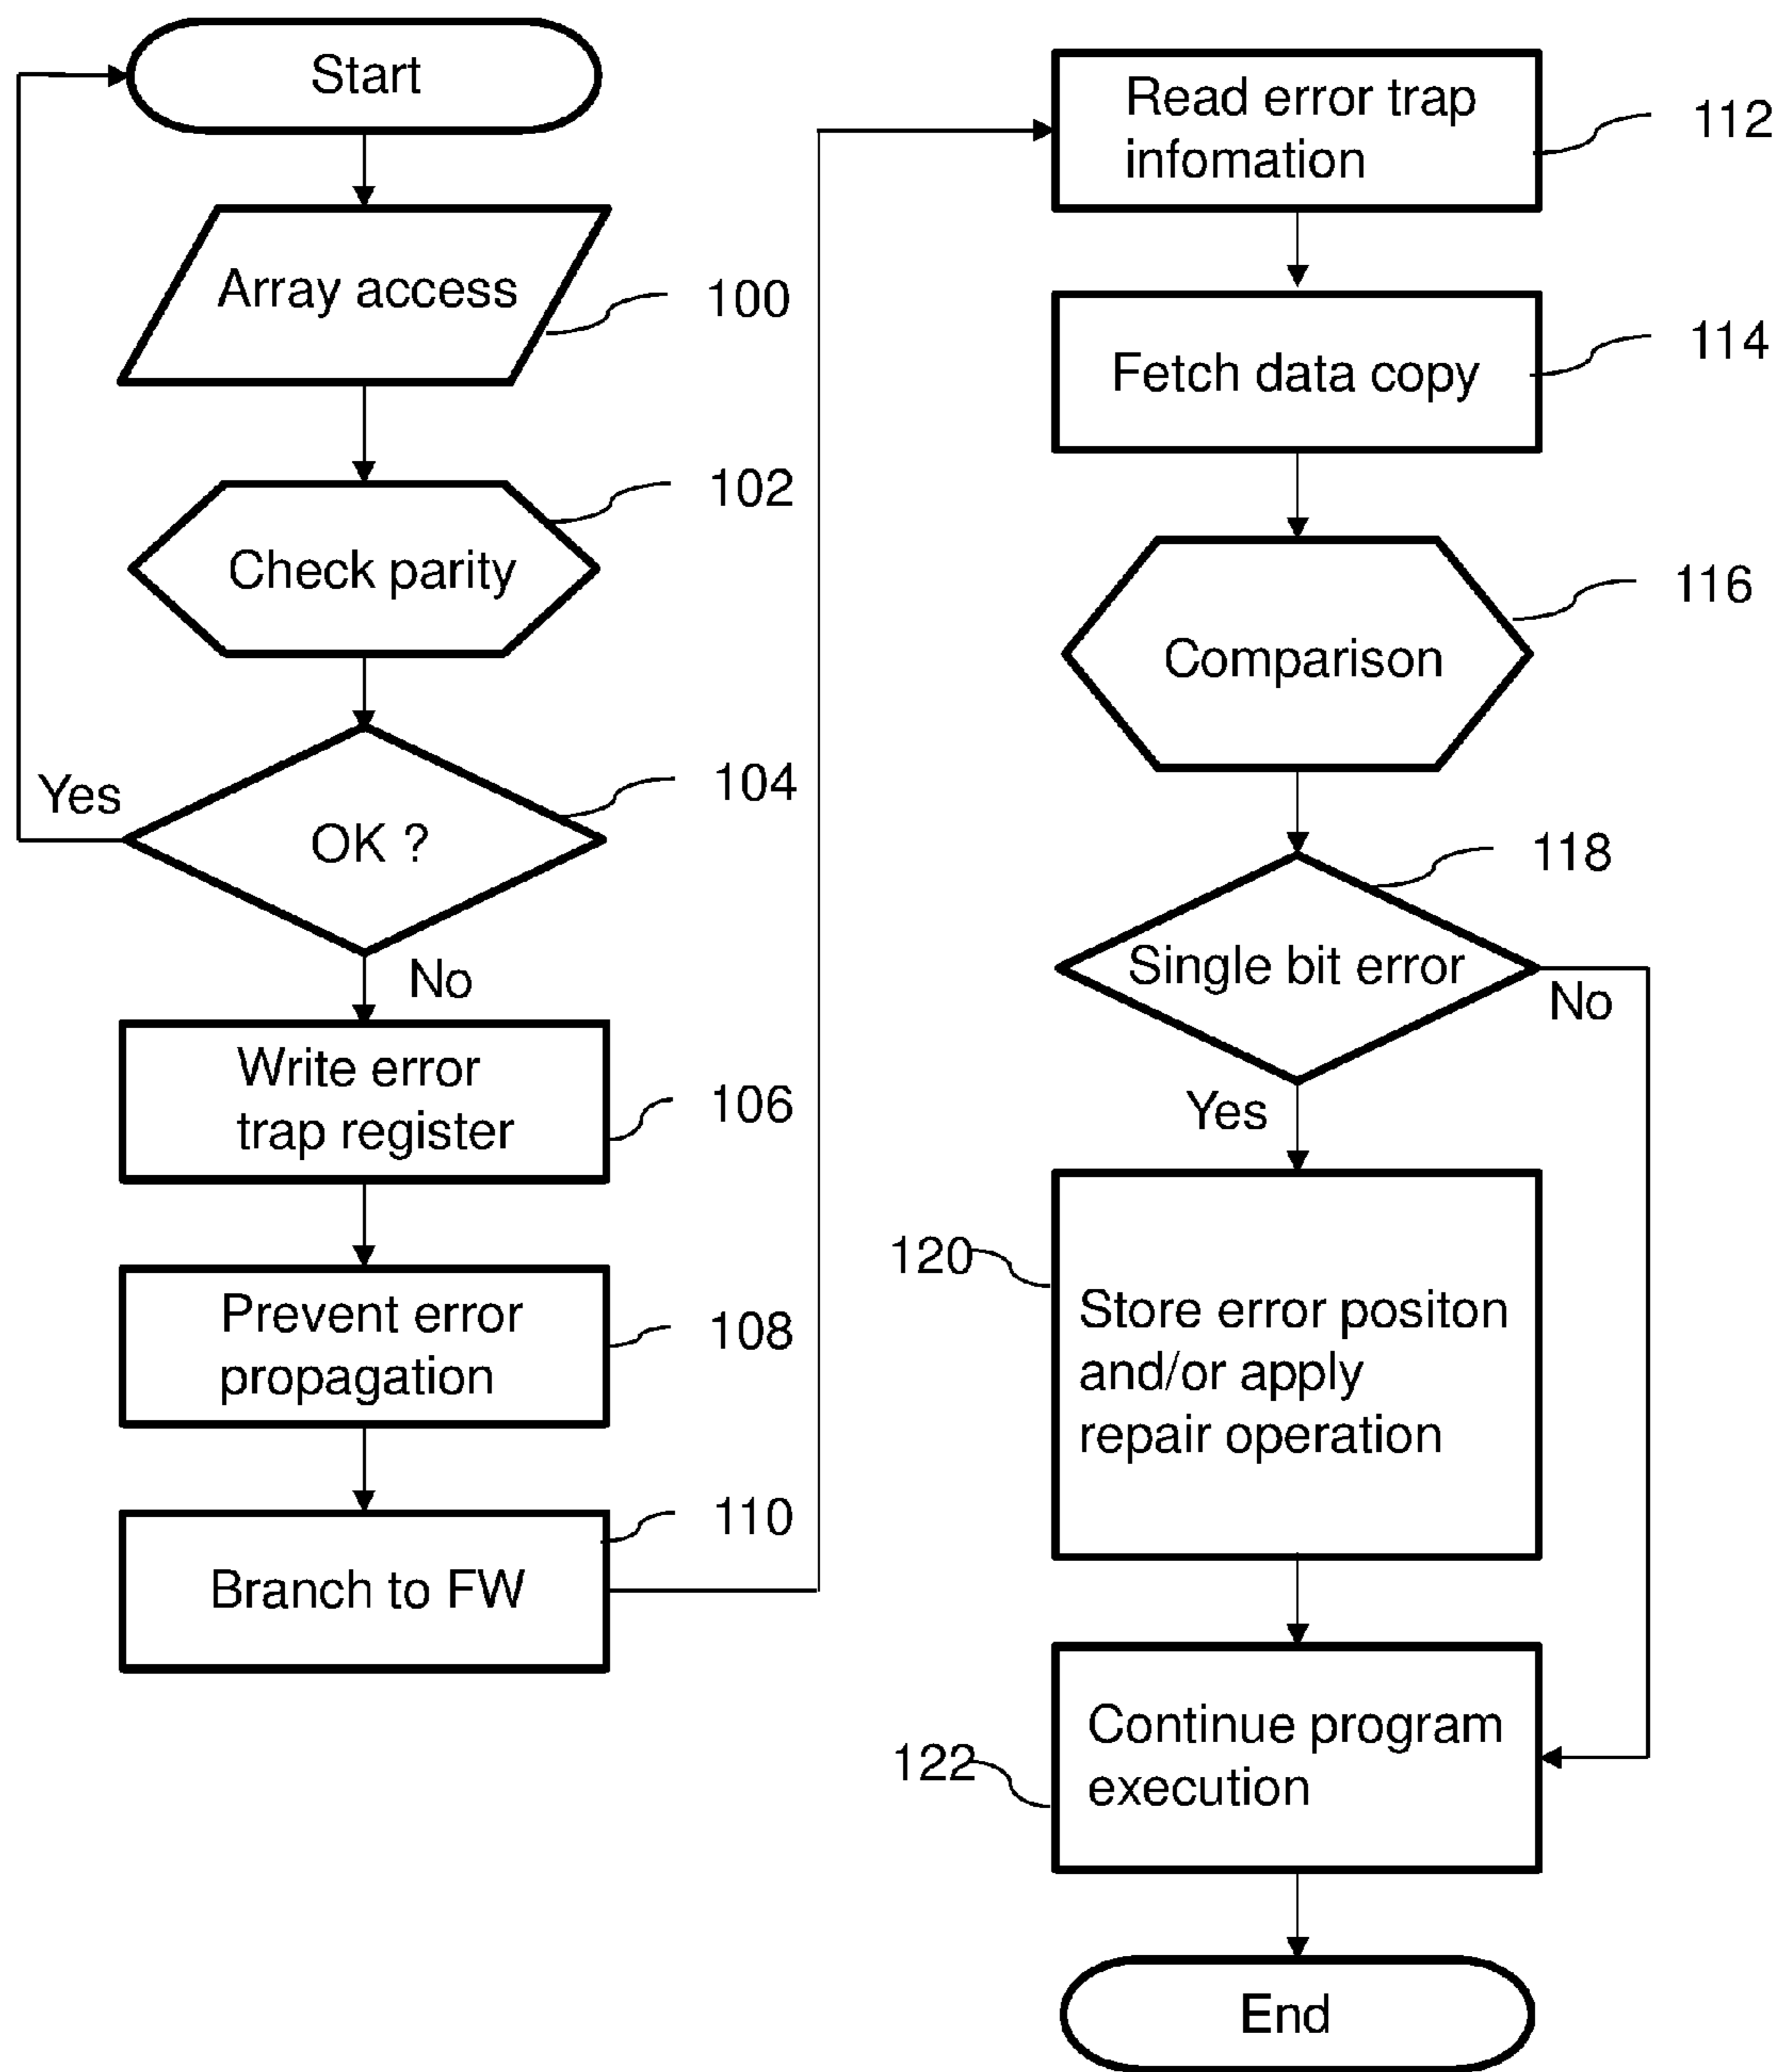 Start
Array access
100
Check parity
102
OK ?
104
Yes
No
Write error
trap register
106
Prevent error
propagation
108
Branch to FW
110
Read error trap
infomation
112
Fetch data copy
114
Comparison
116
Single bit error
118
No
Yes
Store error positon
and/or apply
repair operation
120
Continue program
execution
122
End